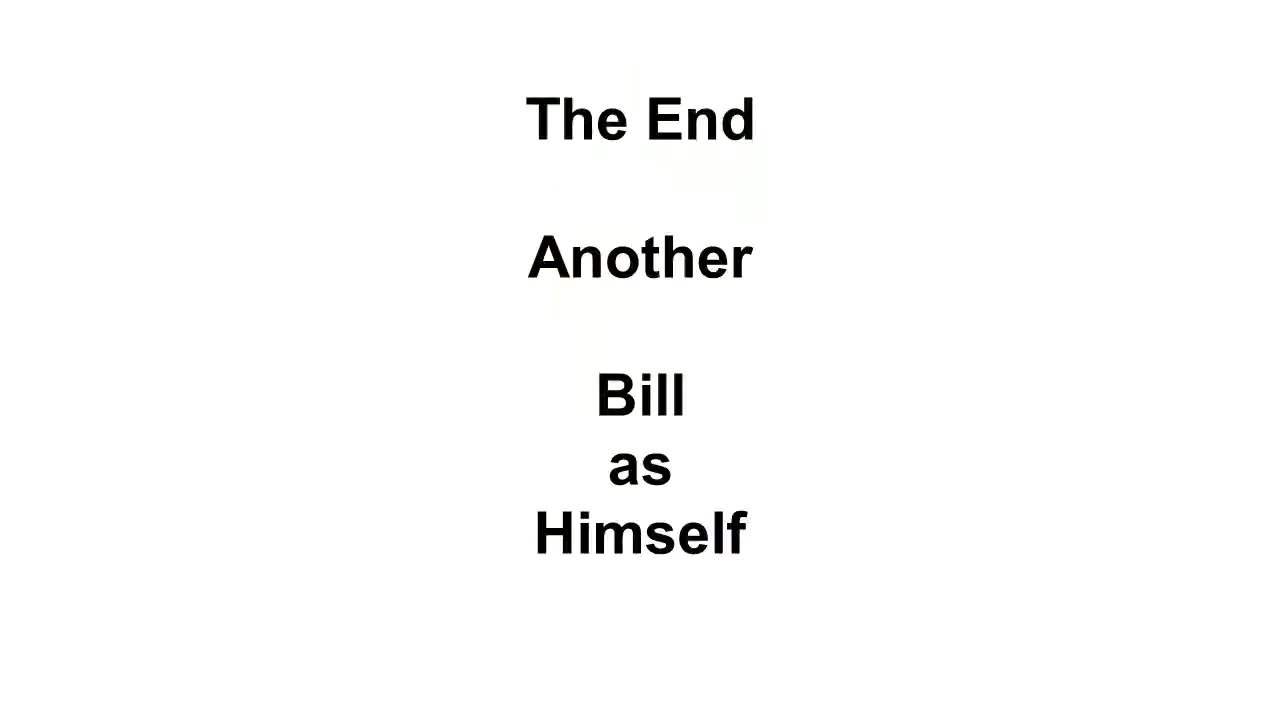 The End
Another
Bill
as
Himself